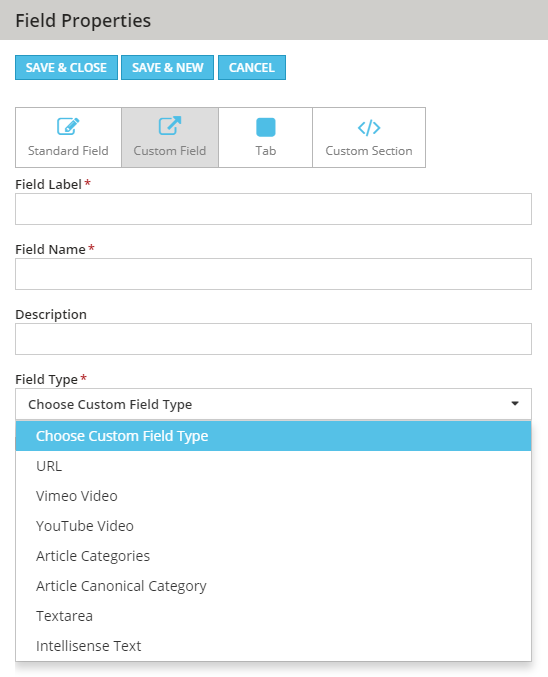 Field Properties
SAVE & CLOSE SAVE & NEW CANCEL
Standard Field Custom Field Tab Custom Section
Field Label *
Field Name *
Description
Field Type *
Choose Custom Field Type
Choose Custom Field Type
URL
Vimeo Video
YouTube Video
Article Categories
Article Canonical Category
Textarea
Intellisense Text